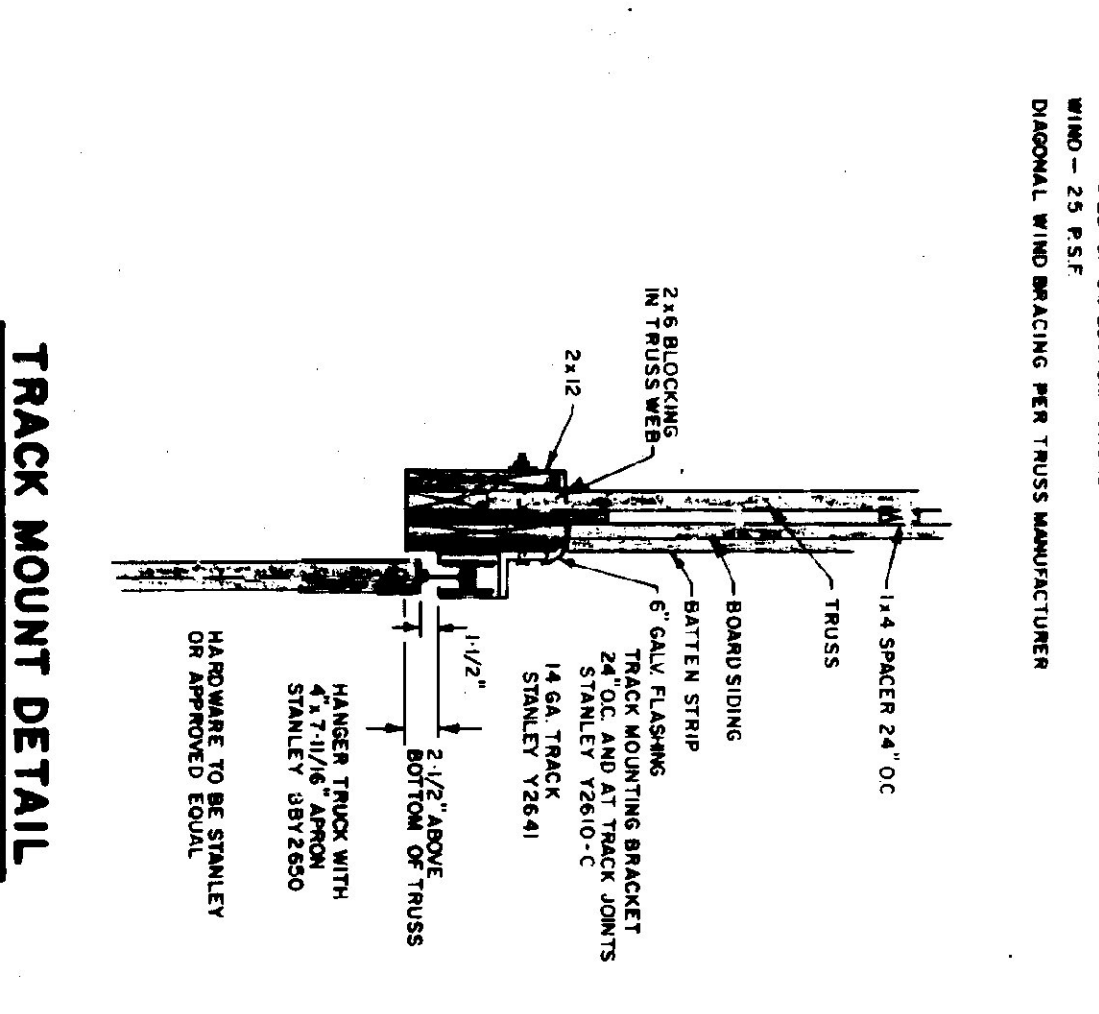 WIND — 25 P.S.F.
DIAGONAL WIND BRACING PER TRUSS MANUFACTURER
1x4 SPACER 24" O.C
TRUSS
BOARD SIDING
BATTEN STRIP
6" GALV. FLASHING
2x6 BLOCKING
IN TRUSS WEB
2x12
TRACK MOUNTING BRACKET
24" O.C. AND AT TRACK JOINTS
STANLEY Y2610-C
14 GA. TRACK
STANLEY Y2641
1-1/2"
2-1/2" ABOVE
BOTTOM OF TRUSS
HANGER TRUCK WITH
4" x 7-11/16" APRON
STANLEY BBY2650
HARDWARE TO BE STANLEY
OR APPROVED EQUAL
TRACK MOUNT DETAIL